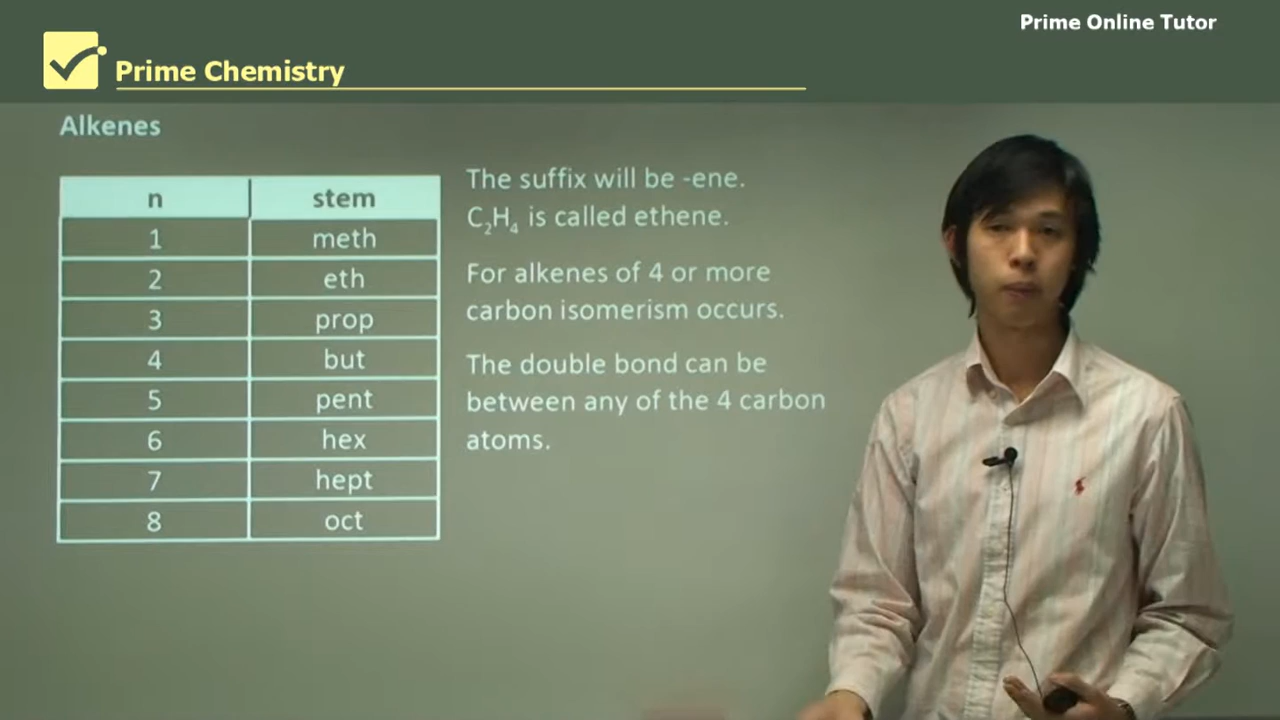 Prime Online Tutor
Prime Chemistry
Alkenes
n stem
1 meth
2 eth
3 prop
4 but
5 pent
6 hex
7 hept
8 oct
The suffix will be -ene.
C₂H₄ is called ethene.
For alkenes of 4 or more
carbon isomerism occurs.
The double bond can be
between any of the 4 carbon
atoms.